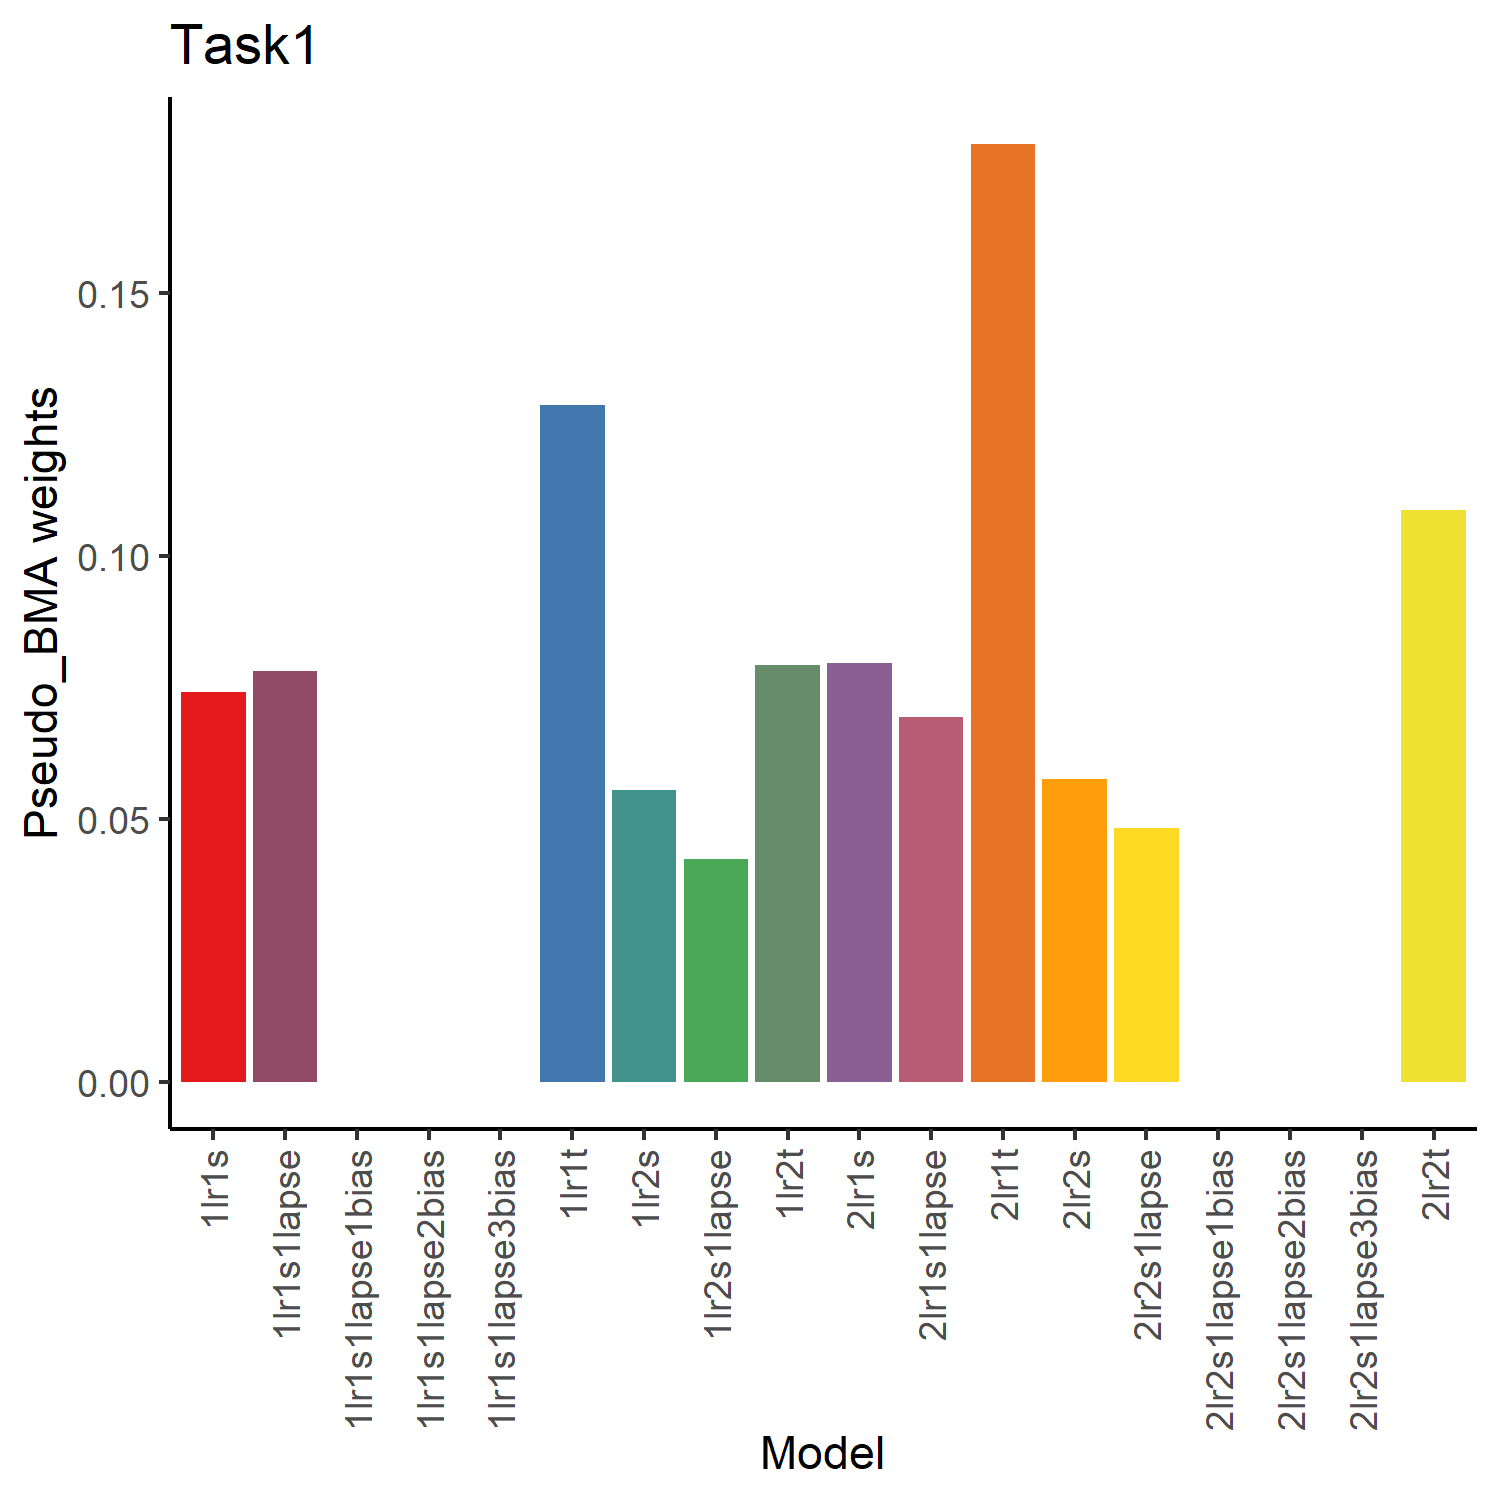 Task1
Pseudo_BMA weights
0.15
0.10
0.05
0.00
1lr1s
1lr1s1lapse
1lr1s1lapse1bias
1lr1s1lapse2bias
1lr1s1lapse3bias
1lr1t
1lr2s
1lr2s1lapse
1lr2t
2lr1s
2lr1s1lapse
2lr1t
2lr2s
2lr2s1lapse
2lr2s1lapse1bias
2lr2s1lapse2bias
2lr2s1lapse3bias
2lr2t
Model